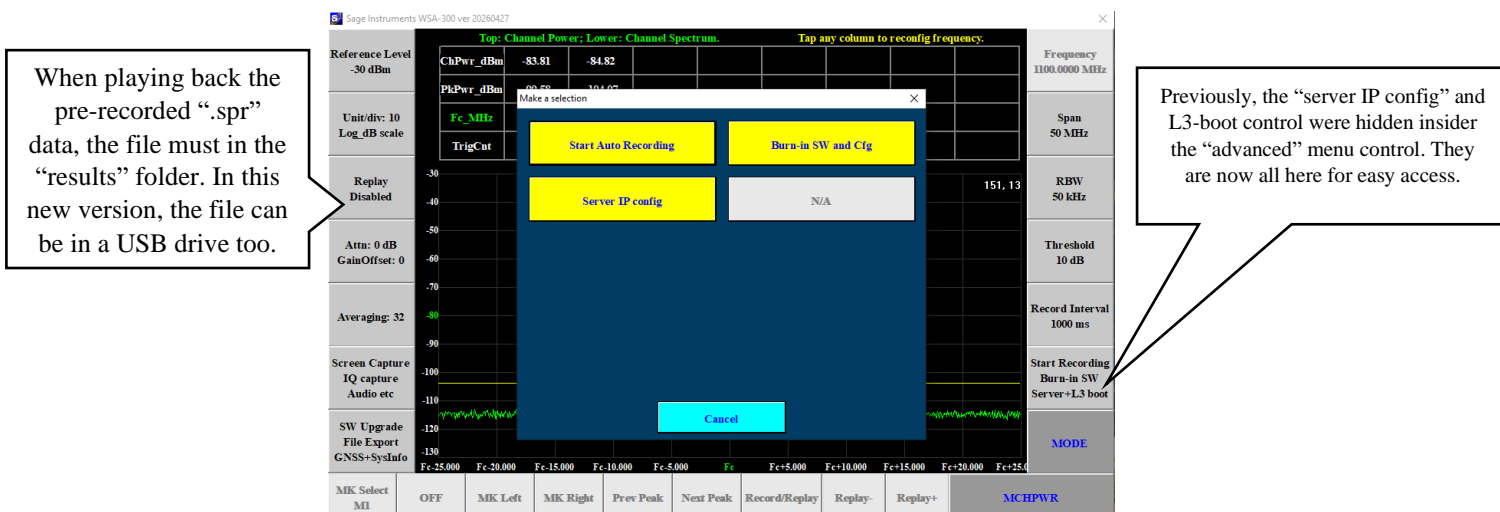 Sage Instruments WSA-300 ver 20260427
When playing back the
pre-recorded “.spr”
data, the file must in the
“results” folder. In this
new version, the file can
be in a USB drive too.
Reference Level
-30 dBm
Unit/div: 10
Log_dB scale
Replay
Disabled
Attn: 0 dB
GainOffset: 0
Averaging: 32
Screen Capture
IQ capture
Audio etc
SW Upgrade
File Export
GNSS+SysInfo
Top: Channel Power; Lower: Channel Spectrum. Tap any column to reconfig frequency.
ChPwr_dBm -83.81 -84.82
PkPwr_dBm
Fc_MHz
TrigCnt
Make a selection
Start Auto Recording
Burn-in SW and Cfg
Server IP config
N/A
Cancel
151, 13
-30
-40
-50
-60
-70
-80
-90
-100
-110
-120
-130
Fc-25.000 Fc-20.000 Fc-15.000 Fc-10.000 Fc-5.000 Fc Fc+5.000 Fc+10.000 Fc+15.000 Fc+20.000 Fc+25.0
Frequency
1100.0000 MHz
Span
50 MHz
RBW
50 kHz
Threshold
10 dB
Record Interval
1000 ms
Start Recording
Burn-in SW
Server+L3 boot
MODE
Previously, the “server IP config” and
L3-boot control were hidden insider
the “advanced” menu control. They
are now all here for easy access.
MK Select
M1
OFF
MK Left
MK Right
Prev Peak
Next Peak
Record/Replay
Replay-
Replay+
MCHPWR